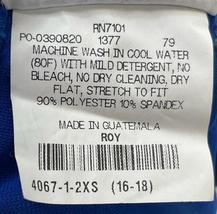 RN7101
PO-0390820 1377 79
MACHINE WASH IN COOL WATER
(80F) WITH MILD DETERGENT, NO
BLEACH, NO DRY CLEANING, DRY
FLAT, STRETCH TO FIT
90% POLYESTER 10% SPANDEX
MADE IN GUATEMALA
ROY
4067-1-2XS (16-18)